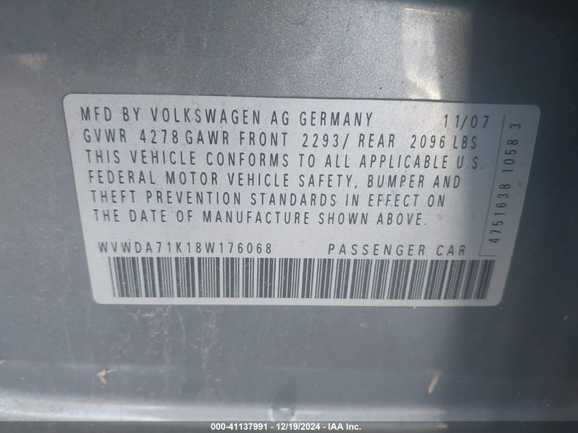 MFD BY VOLKSWAGEN AG GERMANY 11/07
GVWR 4278 GAWR FRONT 2293/ REAR 2096 LBS
THIS VEHICLE CONFORMS TO ALL APPLICABLE U.S.
FEDERAL MOTOR VEHICLE SAFETY, BUMPER AND
THEFT PREVENTION STANDARDS IN EFFECT ON
THE DATE OF MANUFACTURE SHOWN ABOVE.
WVWDA71K18W176068 PASSENGER CAR
4751638 1058 3
000-41137991 - 12/19/2024 - IAA Inc.